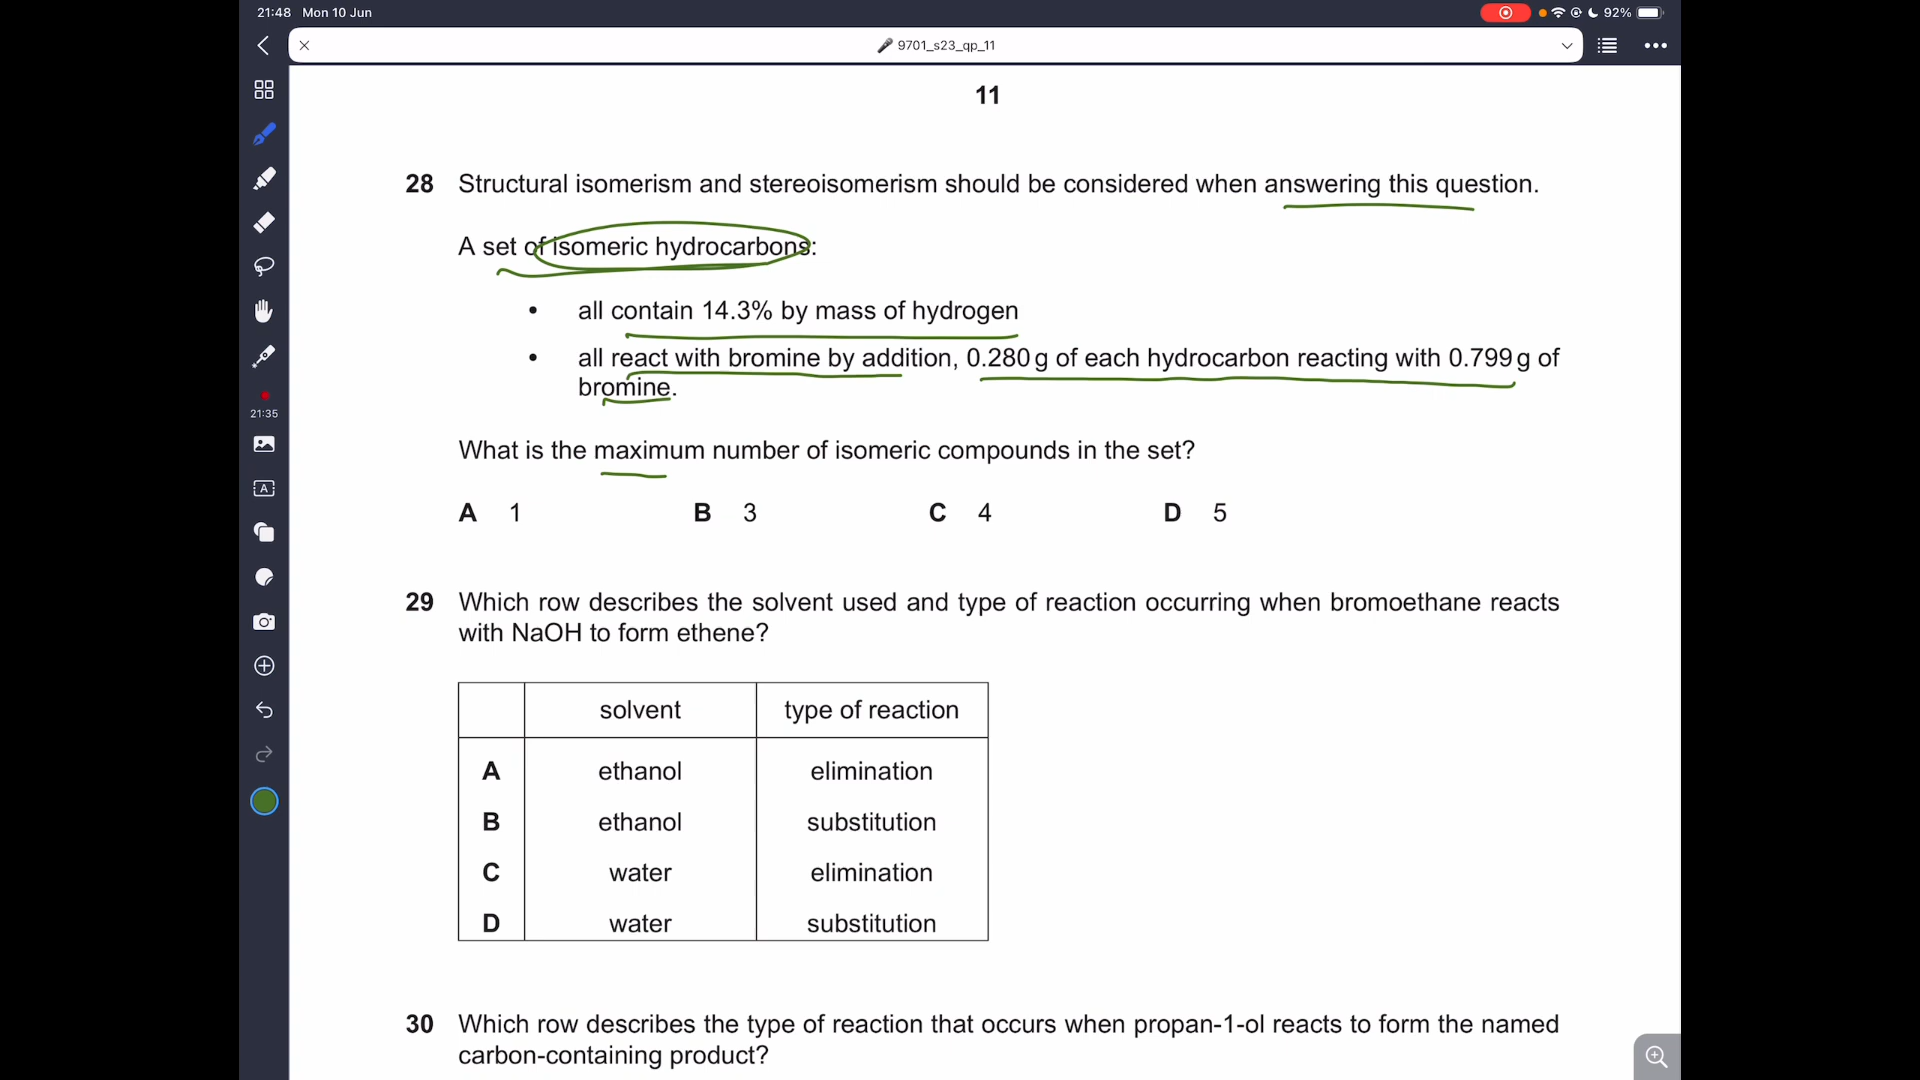 21:48 Mon 10 Jun
92%
9701_s23_qp_11
11
28 Structural isomerism and stereoisomerism should be considered when answering this question.
A set of isomeric hydrocarbons:
• all contain 14.3% by mass of hydrogen
• all react with bromine by addition, 0.280 g of each hydrocarbon reacting with 0.799 g of
bromine.
What is the maximum number of isomeric compounds in the set?
A 1 B 3 C 4 D 5
29 Which row describes the solvent used and type of reaction occurring when bromoethane reacts
with NaOH to form ethene?
solvent type of reaction
A ethanol elimination
B ethanol substitution
C water elimination
D water substitution
30 Which row describes the type of reaction that occurs when propan-1-ol reacts to form the named
carbon-containing product?
21:35
A